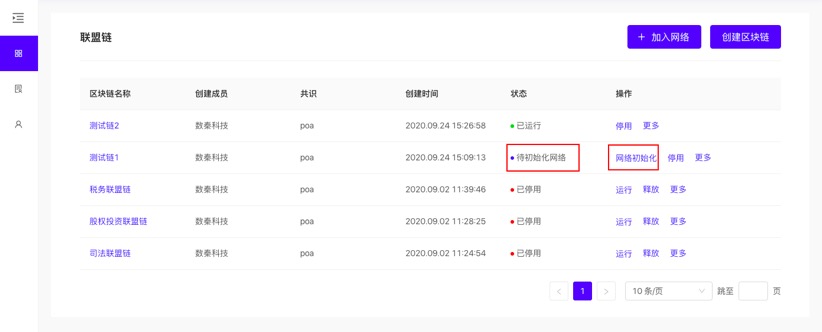 联盟链
+ 加入网络 创建区块链
区块链名称 创建成员 共识 创建时间 状态 操作
测试链2 数秦科技 poa 2020.09.24 15:26:58 已运行 停用 更多
测试链1 数秦科技 poa 2020.09.24 15:09:13 待初始化网络 网络初始化 停用 更多
税务联盟链 数秦科技 poa 2020.09.02 11:39:46 已停用 运行 释放 更多
股权投资联盟链 数秦科技 poa 2020.09.02 11:28:25 已停用 运行 释放 更多
司法联盟链 数秦科技 poa 2020.09.02 11:24:54 已停用 运行 释放 更多
< 1 > 10 条/页 跳至 页